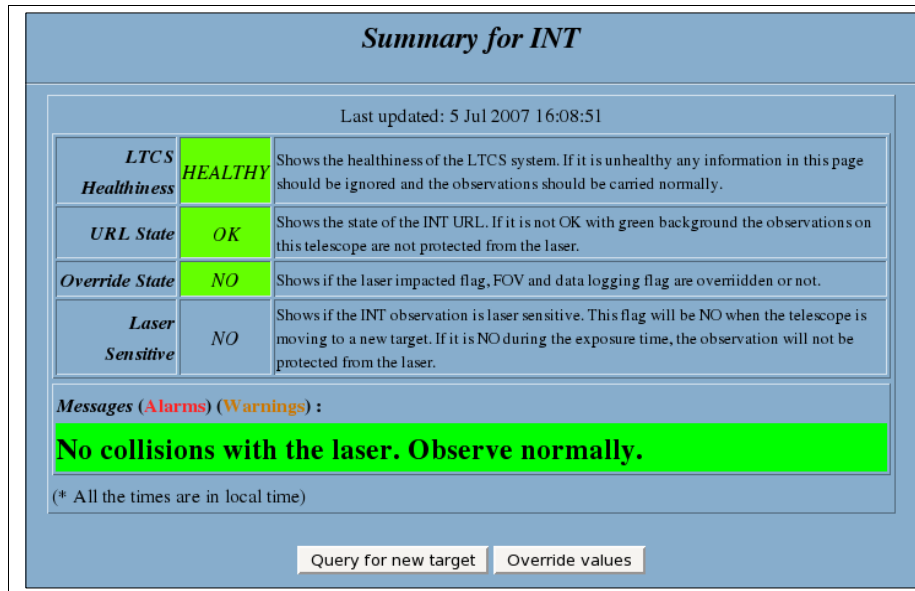 Summary for INT
Last updated: 5 Jul 2007 16:08:51
LTCS
Healthiness
HEALTHY
Shows the healthiness of the LTCS system. If it is unhealthy any information in this page
should be ignored and the observations should be carried normally.
URL State
OK
Shows the state of the INT URL. If it is not OK with green background the observations on
this telescope are not protected from the laser.
Override State
NO
Shows if the laser impacted flag, FOV and data logging flag are overriidden or not.
Laser
Sensitive
NO
Shows if the INT observation is laser sensitive. This flag will be NO when the telescope is
moving to a new target. If it is NO during the exposure time, the observation will not be
protected from the laser.
Messages (Alarms) (Warnings) :
No collisions with the laser. Observe normally.
(* All the times are in local time)
Query for new target
Override values